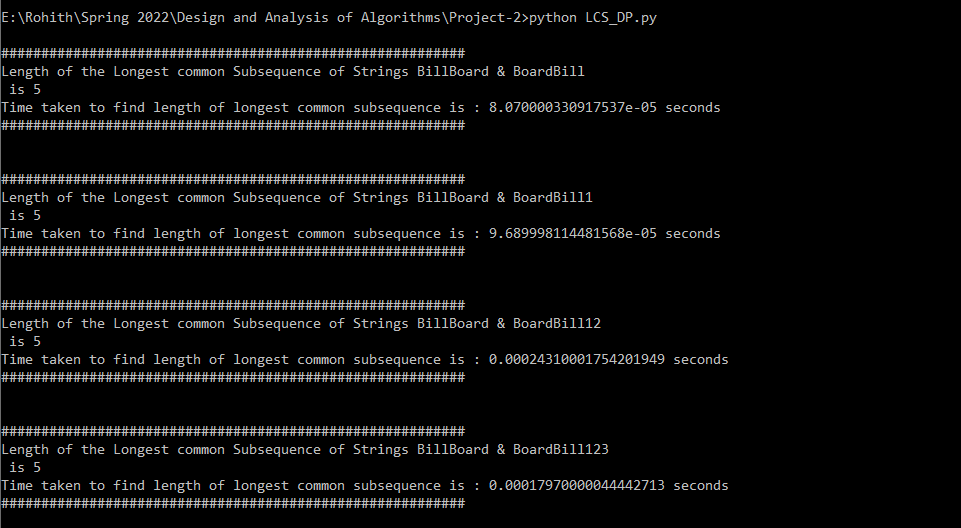 E:\Rohith\Spring 2022\Design and Analysis of Algorithms\Project-2>python LCS_DP.py
##########################################################
Length of the Longest common Subsequence of Strings BillBoard & BoardBill
is 5
Time taken to find length of longest common subsequence is : 8.070000330917537e-05 seconds
##########################################################
##########################################################
Length of the Longest common Subsequence of Strings BillBoard & BoardBill1
is 5
Time taken to find length of longest common subsequence is : 9.689998114481568e-05 seconds
##########################################################
##########################################################
Length of the Longest common Subsequence of Strings BillBoard & BoardBill12
is 5
Time taken to find length of longest common subsequence is : 0.00024310001754201949 seconds
##########################################################
##########################################################
Length of the Longest common Subsequence of Strings BillBoard & BoardBill123
is 5
Time taken to find length of longest common subsequence is : 0.00017970000044442713 seconds
##########################################################